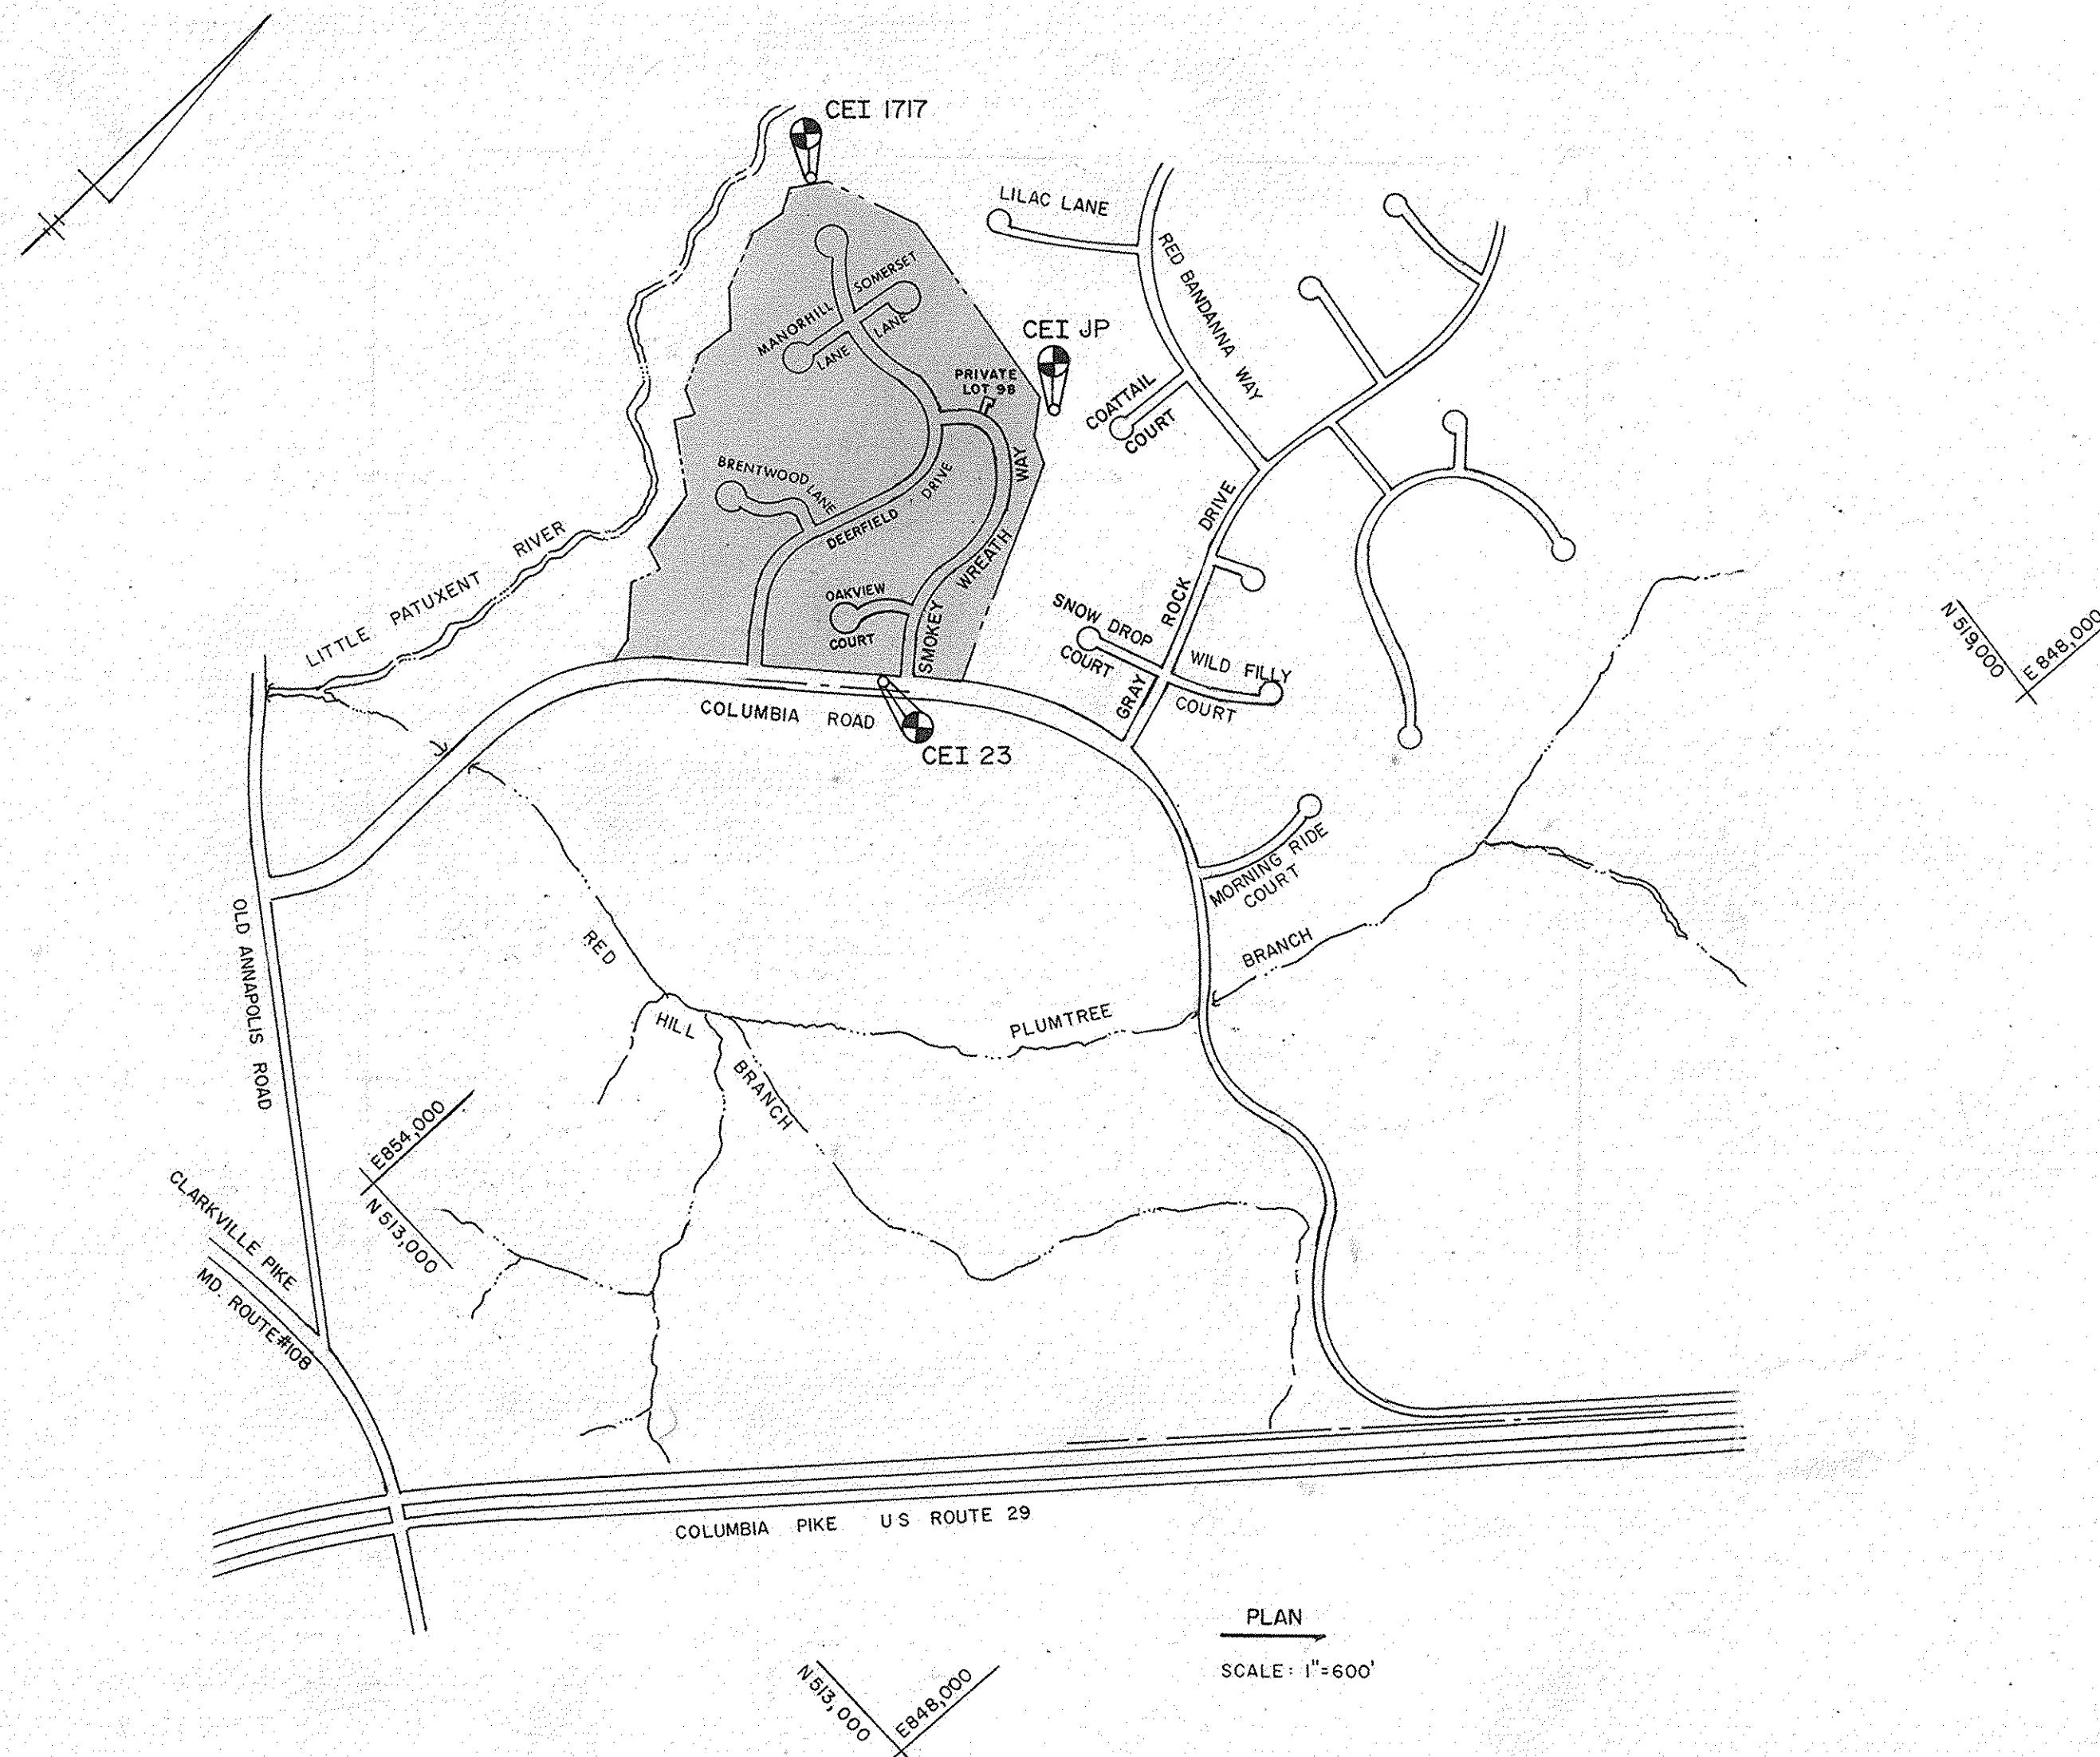 CEI 1717
LILAC LANE
RED BANDANNA WAY
SOMERSET
LANE
MANORHILL
LANE
CEI JP
PRIVATE
LOT 98
COATTAIL
COURT
BRENTWOOD LANE
DEERFIELD DRIVE
SMOKEY WREATH WAY
OAKVIEW
COURT
LITTLE PATUXENT RIVER
GRAY ROCK DRIVE
SNOW DROP
COURT
WILD FILLY
COURT
N 519,000
E 848,000
COLUMBIA ROAD
CEI 23
MORNING RIDE
COURT
OLD ANNAPOLIS ROAD
RED HILL BRANCH
PLUMTREE BRANCH
E 854,000
N 513,000
CLARKVILLE PIKE
MD. ROUTE #108
COLUMBIA PIKE US ROUTE 29
PLAN
SCALE: 1"=600'
N 513,000
E 848,000